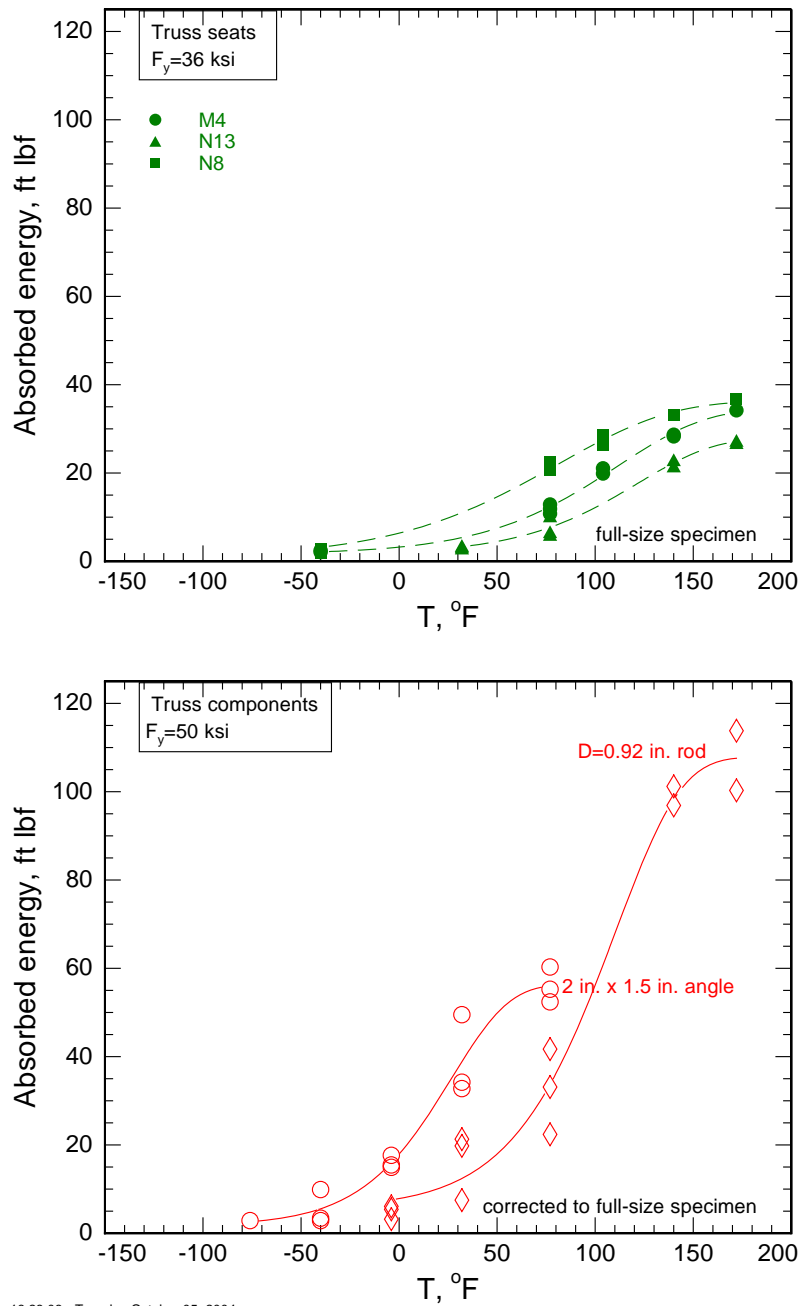 Truss seats
Fy=36 ksi
M4
N13
N8
Absorbed energy, ft lbf
120
100
80
60
40
20
0
full-size specimen
-150 -100 -50 0 50 100 150 200
T, °F
Truss components
Fy=50 ksi
D=0.92 in. rod
2 in. x 1.5 in. angle
Absorbed energy, ft lbf
120
100
80
60
40
20
0
corrected to full-size specimen
-150 -100 -50 0 50 100 150 200
T, °F